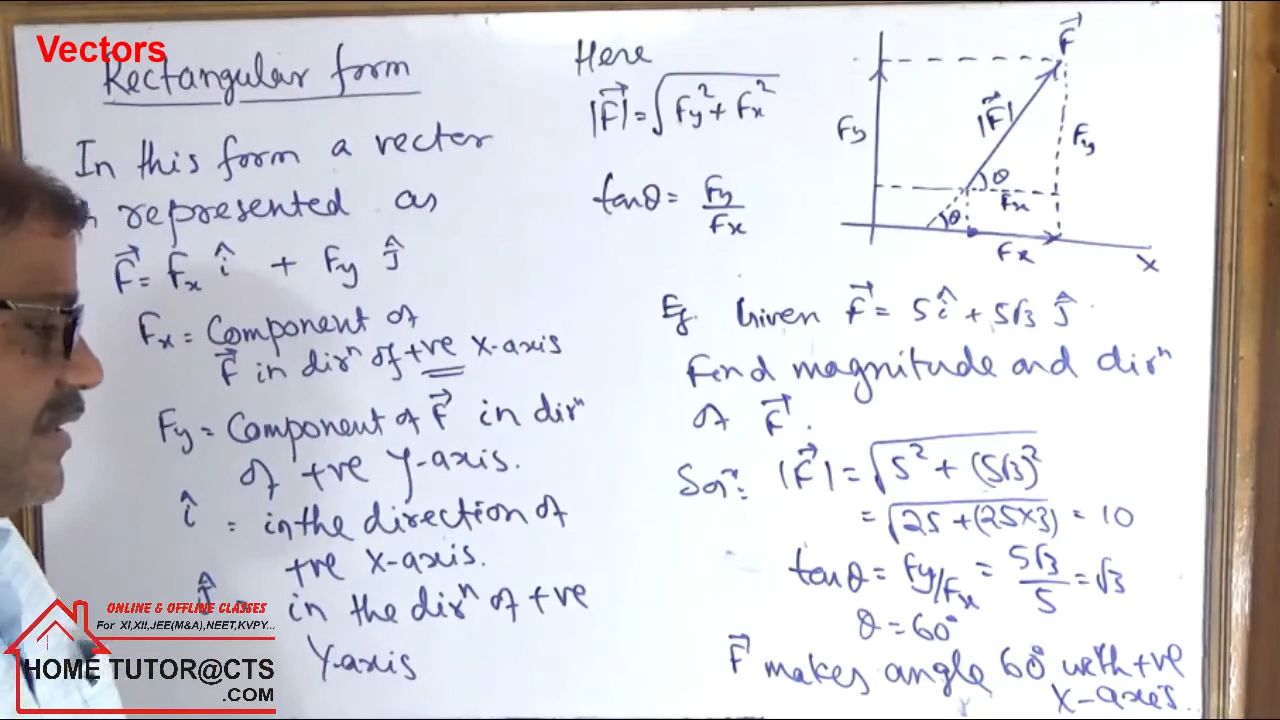 Vectors
Rectangular form
In this form a vector
represented as
F⃗ = Fₓ î + Fy ĵ
Fₓ = Component of
F⃗ in dirⁿ of +ve X-axis
Fy = Component of F⃗ in dirⁿ
of +ve Y-axis.
î = in the direction of
+ve X-axis.
ĵ = in the dirⁿ of +ve
Y-axis
Here
|F⃗| = √(Fy² + Fₓ²)
tanθ = Fy/Fₓ
F⃗
Fy
|F⃗|
Fy
θ
Fₓ
θ
Fₓ
X
Eg. Given F⃗ = 5î + 5√3 ĵ.
Find magnitude and dirⁿ
of F⃗.
Solⁿ: |F⃗| = √(5² + (5√3)²)
= √(25 + (25×3)) = 10
tanθ = Fy/Fₓ = 5√3/5 = √3
θ = 60°
F⃗ makes angle 60° with +ve
X-axis.
ONLINE & OFFLINE CLASSES
For XI,XII,JEE(M&A),NEET,KVPY...
HOME TUTOR@CTS
.COM